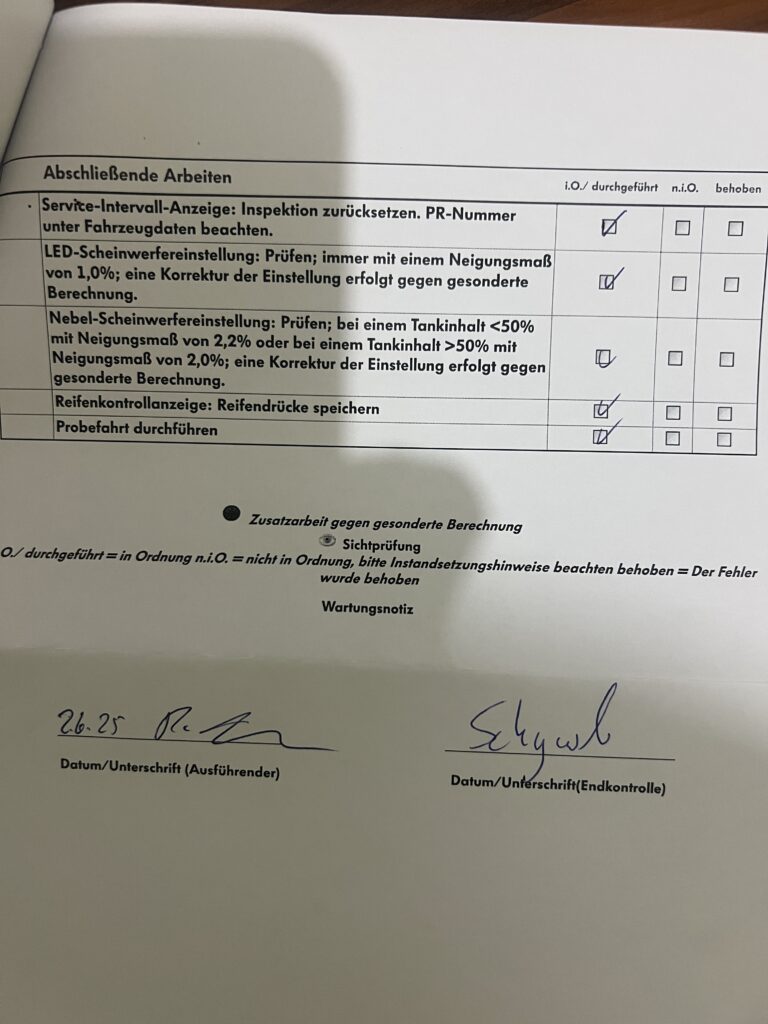 Abschließende Arbeiten
i.O./ durchgeführt n.i.O. behoben
Service-Intervall-Anzeige: Inspektion zurücksetzen. PR-Nummer
unter Fahrzeugdaten beachten.
LED-Scheinwerfereinstellung: Prüfen; immer mit einem Neigungsmaß
von 1,0%; eine Korrektur der Einstellung erfolgt gegen gesonderte
Berechnung.
Nebel-Scheinwerfereinstellung: Prüfen; bei einem Tankinhalt <50%
mit Neigungsmaß von 2,2% oder bei einem Tankinhalt >50% mit
Neigungsmaß von 2,0%; eine Korrektur der Einstellung erfolgt gegen
gesonderte Berechnung.
Reifenkontrollanzeige: Reifendrücke speichern
Probefahrt durchführen
Zusatzarbeit gegen gesonderte Berechnung
Sichtprüfung
O./ durchgeführt = in Ordnung n.i.O. = nicht in Ordnung, bitte Instandsetzungshinweise beachten behoben = Der Fehler
wurde behoben
Wartungsnotiz
2.6.25
Datum/Unterschrift (Ausführender)
Datum/Unterschrift(Endkontrolle)